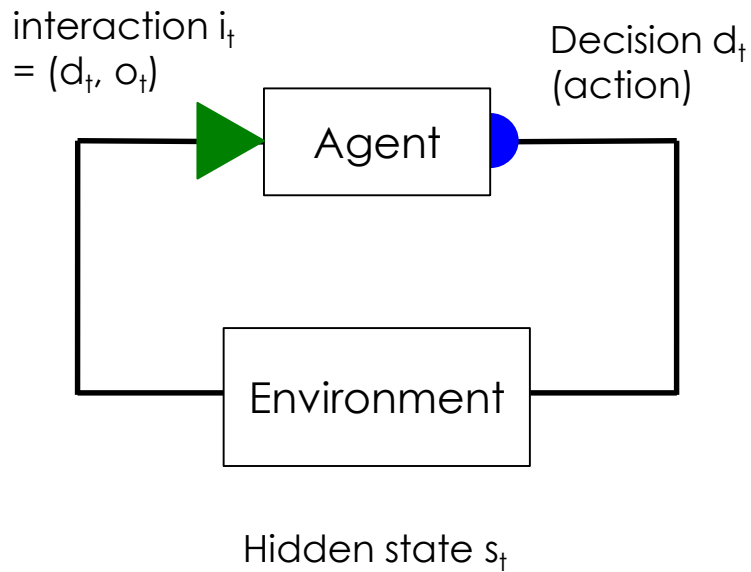 interaction iₜ
= (dₜ, oₜ)
Decision dₜ
(action)
Agent
Environment
Hidden state sₜ